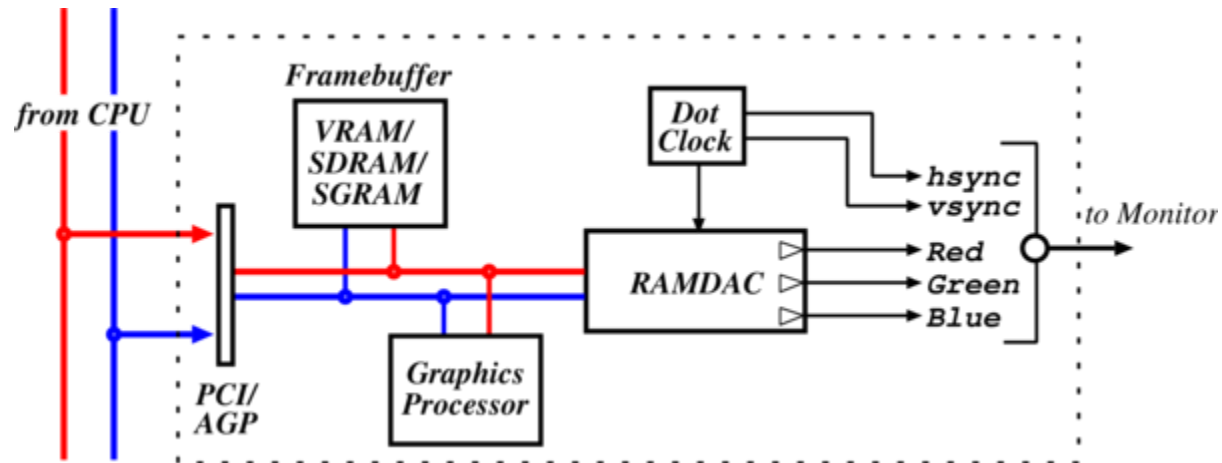 from CPU
Framebuffer
VRAM/
SDRAM/
SGRAM
Dot
Clock
hsync
vsync
to Monitor
Red
Green
Blue
RAMDAC
PCI/
AGP
Graphics
Processor